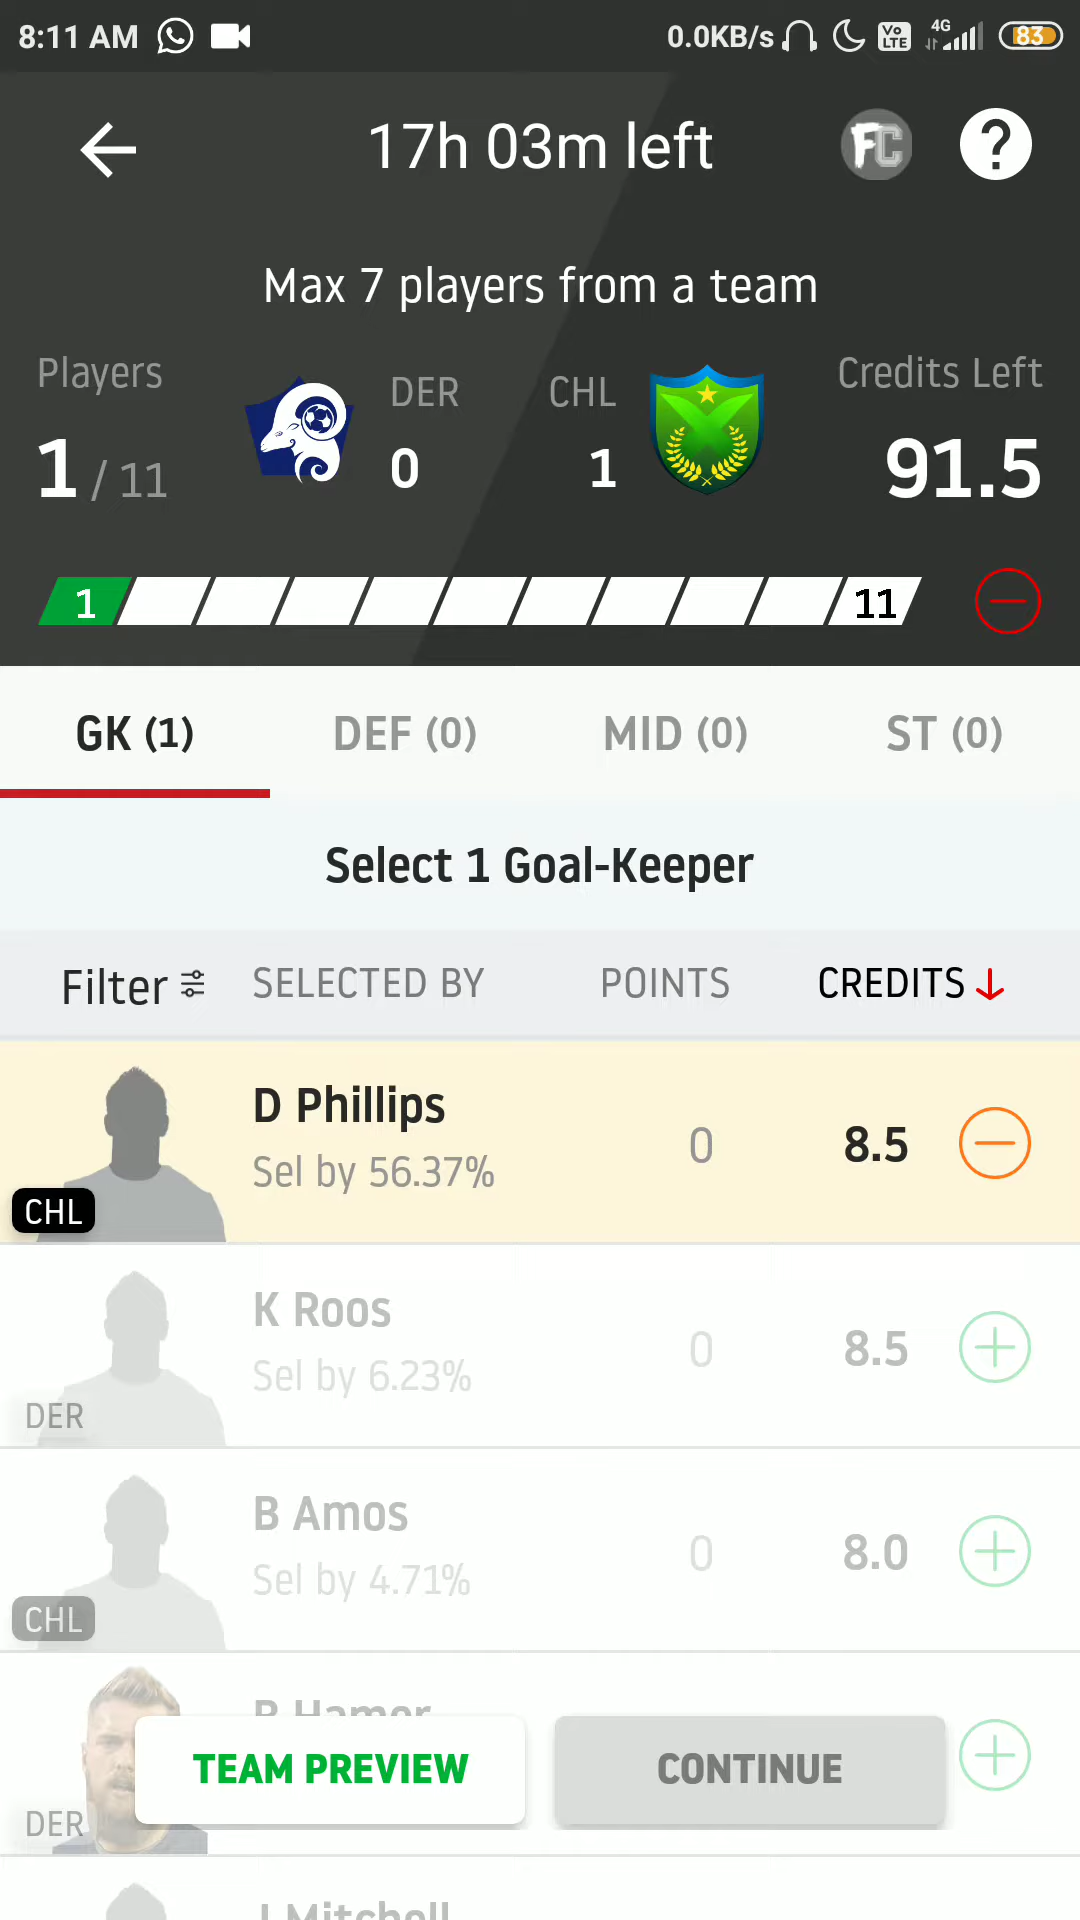 8:11 AM
0.0KB/s
Vo
LTE
4G
83
17h 03m left
FC
?
Max 7 players from a team
Players
DER
CHL
Credits Left
1 / 11
0
1
91.5
1
11
GK (1)
DEF (0)
MID (0)
ST (0)
Select 1 Goal-Keeper
Filter
SELECTED BY
POINTS
CREDITS
D Phillips
Sel by 56.37%
0
8.5
CHL
K Roos
Sel by 6.23%
0
8.5
DER
B Amos
Sel by 4.71%
0
8.0
CHL
Hamer
TEAM PREVIEW
CONTINUE
DER
J Mitchell